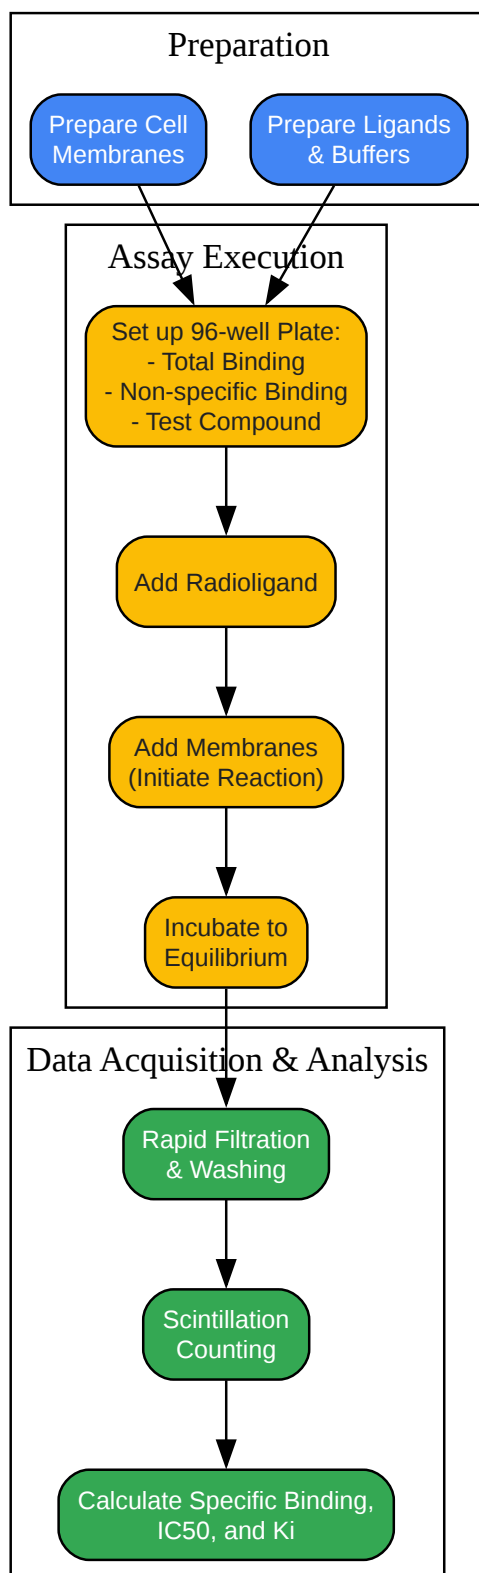 Preparation
Prepare Cell
Membranes
Prepare Ligands
& Buffers
Assay Execution
Set up 96-well Plate:
- Total Binding
- Non-specific Binding
- Test Compound
Add Radioligand
Add Membranes
(Initiate Reaction)
Incubate to
Equilibrium
Data Acquisition & Analysis
Rapid Filtration
& Washing
Scintillation
Counting
Calculate Specific Binding,
IC50, and Ki